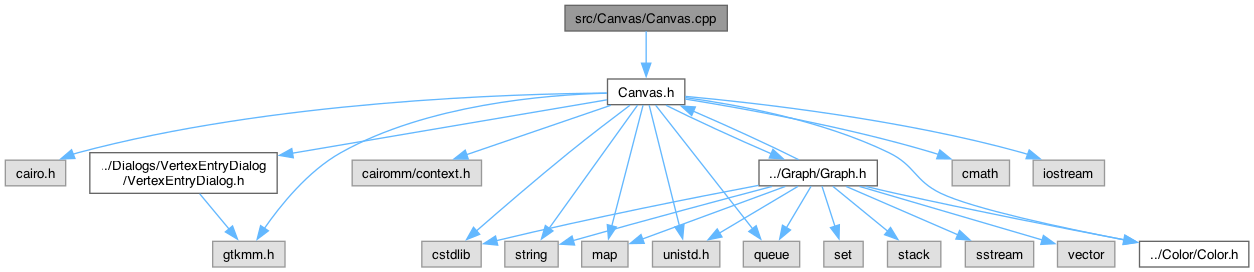 src/Canvas/Canvas.cpp
Canvas.h
cairo.h
../Dialogs/VertexEntryDialog
/VertexEntryDialog.h
cairomm/context.h
../Graph/Graph.h
cmath
iostream
gtkmm.h
cstdlib
string
map
unistd.h
queue
set
stack
sstream
vector
../Color/Color.h